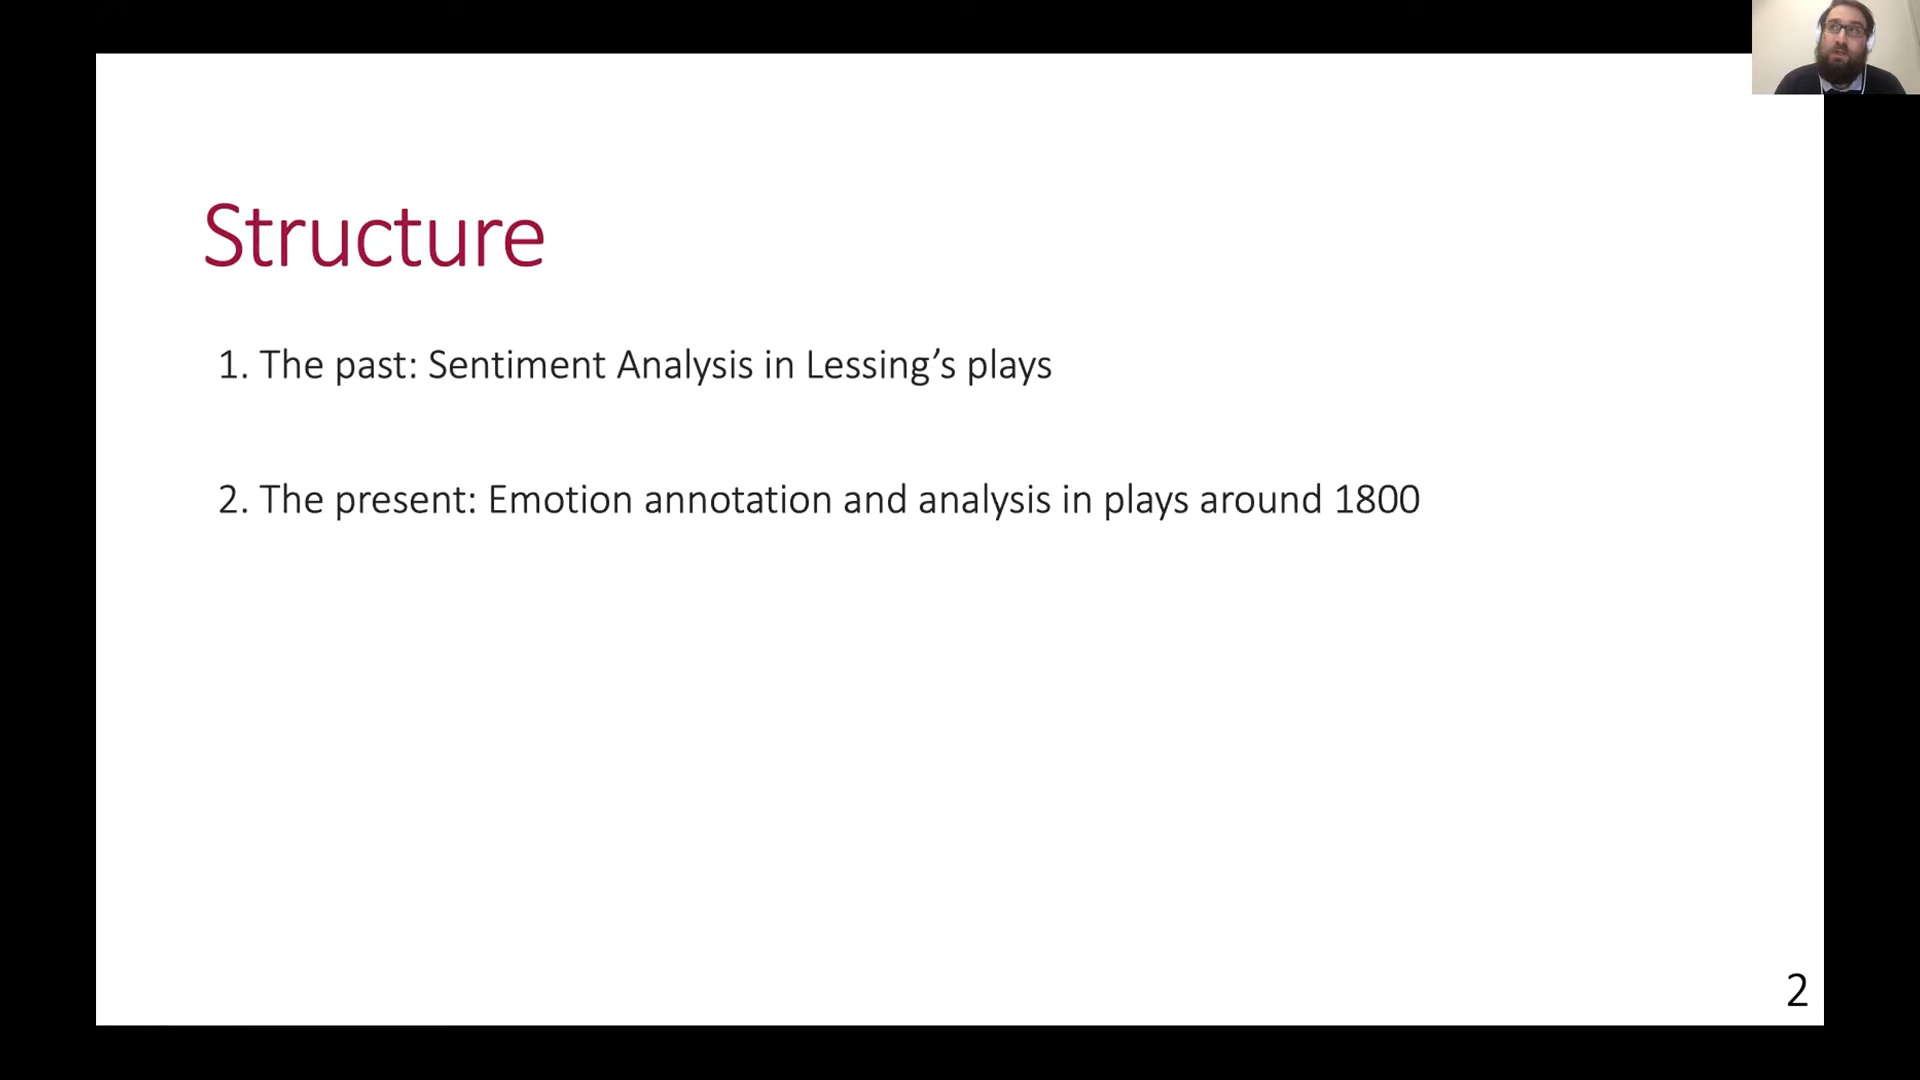 Structure
1. The past: Sentiment Analysis in Lessing’s plays
2. The present: Emotion annotation and analysis in plays around 1800
2